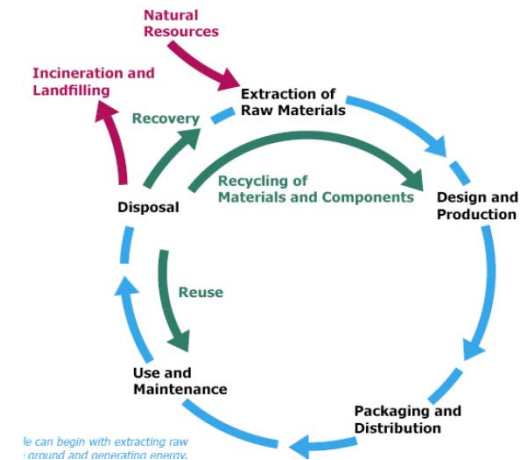 Natural
Resources
Incineration and
Landfilling
Extraction of
Raw Materials
Recovery
Recycling of
Materials and Components
Disposal
Design and
Production
Reuse
Use and
Maintenance
Packaging and
Distribution
can begin with extracting raw
ground and generating energy.